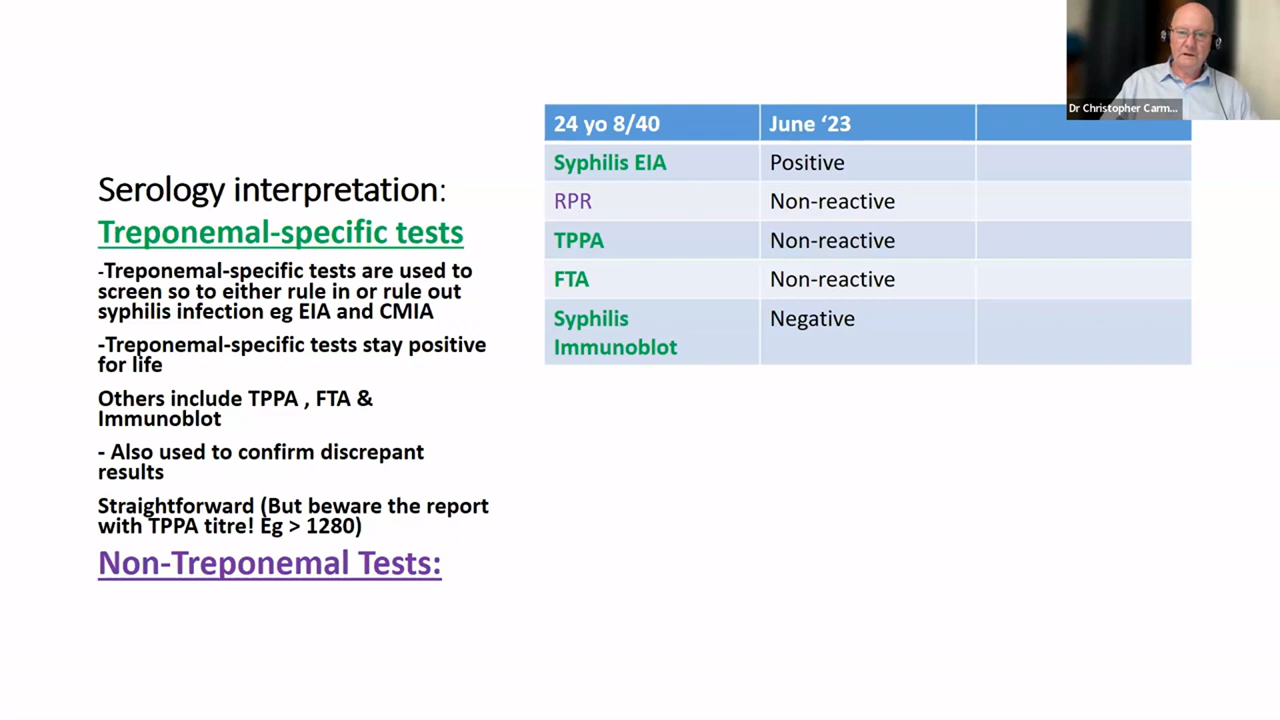 Dr Christopher Carm...
24 yo 8/40 June ‘23
Syphilis EIA Positive
RPR Non-reactive
TPPA Non-reactive
FTA Non-reactive
Syphilis Negative
Immunoblot
Serology interpretation:
Treponemal-specific tests
-Treponemal-specific tests are used to
screen so to either rule in or rule out
syphilis infection eg EIA and CMIA
-Treponemal-specific tests stay positive
for life
Others include TPPA , FTA &
Immunoblot
- Also used to confirm discrepant
results
Straightforward (But beware the report
with TPPA titre! Eg > 1280)
Non-Treponemal Tests: